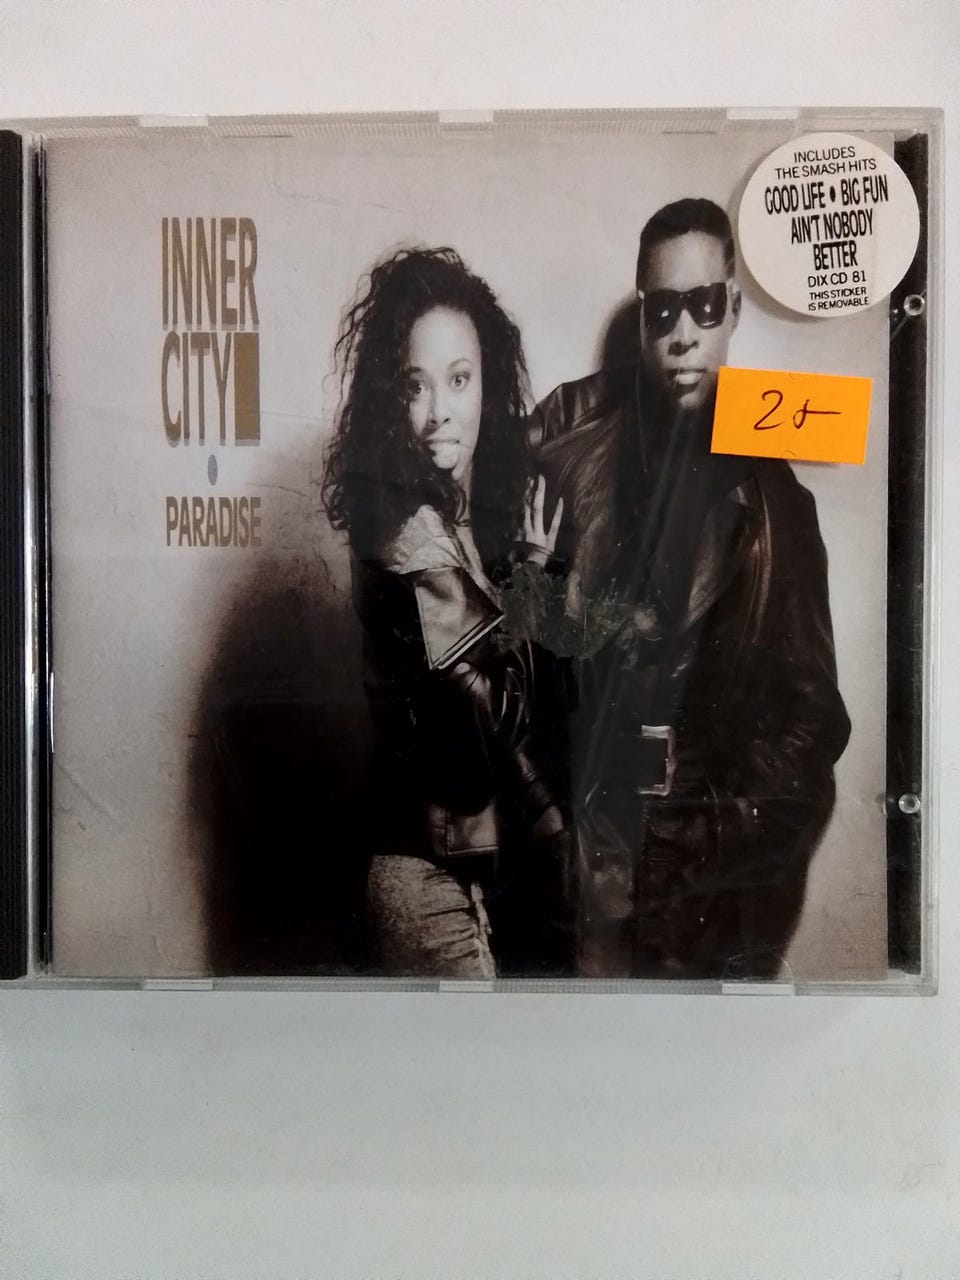 INNER
CITY
PARADISE
INCLUDES
THE SMASH HITS
GOOD LIFE • BIG FUN
AIN'T NOBODY
BETTER
DIX CD 81
THIS STICKER
IS REMOVABLE